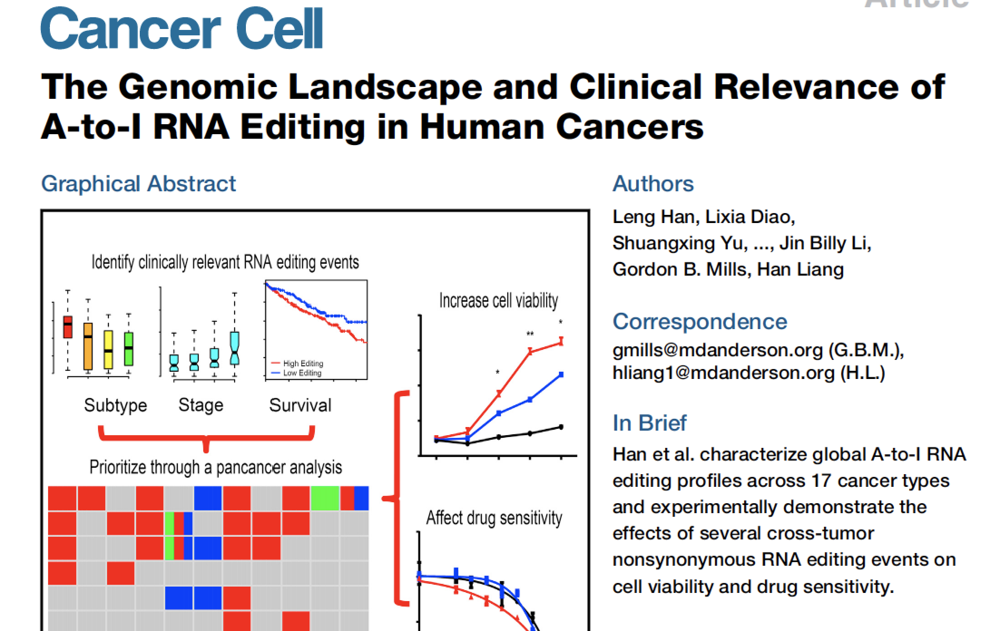 Article
Cancer Cell
The Genomic Landscape and Clinical Relevance of
A-to-I RNA Editing in Human Cancers
Graphical Abstract
Identify clinically relevant RNA editing events
High Editing
Low Editing
Subtype Stage Survival
Prioritize through a pancancer analysis
Increase cell viability
*
**
*
Affect drug sensitivity
Authors
Leng Han, Lixia Diao,
Shuangxing Yu, ..., Jin Billy Li,
Gordon B. Mills, Han Liang
Correspondence
gmills@mdanderson.org (G.B.M.),
hliang1@mdanderson.org (H.L.)
In Brief
Han et al. characterize global A-to-I RNA
editing profiles across 17 cancer types
and experimentally demonstrate the
effects of several cross-tumor
nonsynonymous RNA editing events on
cell viability and drug sensitivity.